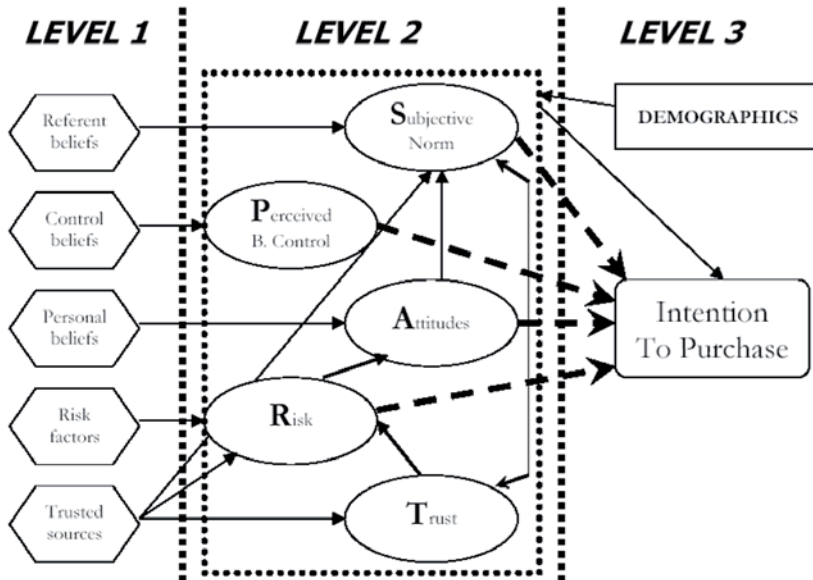 LEVEL 1
LEVEL 2
LEVEL 3
Referent
beliefs
Subjective
Norm
DEMOGRAPHICS
Control
beliefs
Perceived
B. Control
Personal
beliefs
Attitudes
Intention
To Purchase
Risk
factors
Risk
Trusted
sources
Trust